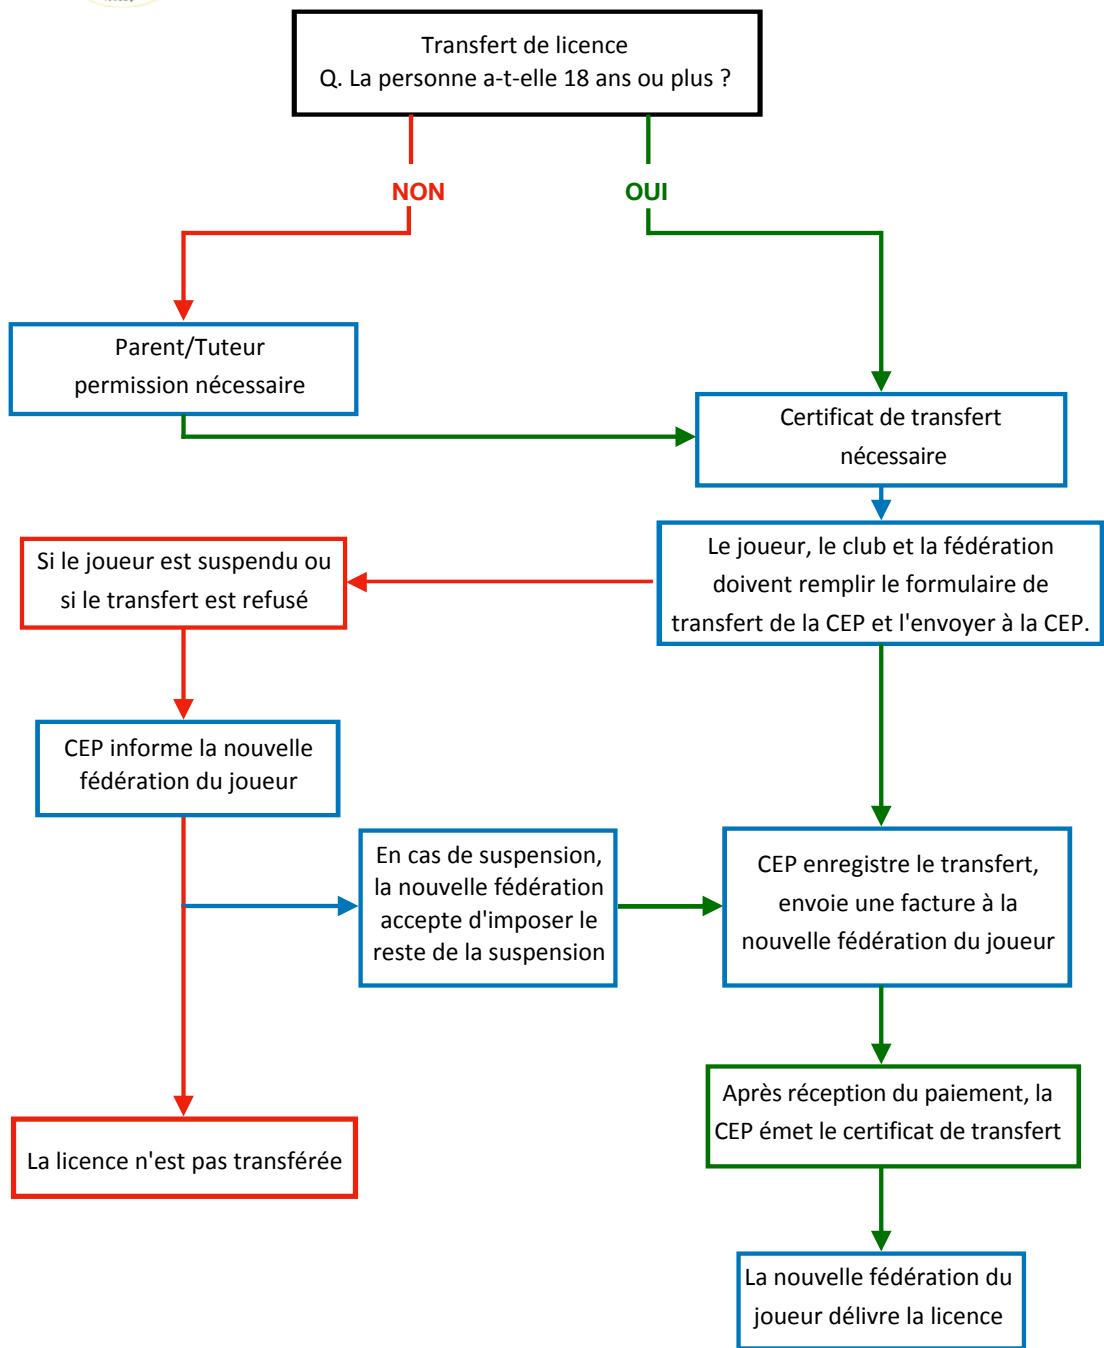 Transfert de licence
Q. La personne a-t-elle 18 ans ou plus ?
NON
OUI
Parent/Tuteur
permission nécessaire
Certificat de transfert
nécessaire
Le joueur, le club et la fédération
doivent remplir le formulaire de
transfert de la CEP et l'envoyer à la CEP.
Si le joueur est suspendu ou
si le transfert est refusé
CEP informe la nouvelle
fédération du joueur
En cas de suspension,
la nouvelle fédération
accepte d'imposer le
reste de la suspension
CEP enregistre le transfert,
envoie une facture à la
nouvelle fédération du joueur
Après réception du paiement, la
CEP émet le certificat de transfert
La licence n'est pas transférée
La nouvelle fédération du
joueur délivre la licence